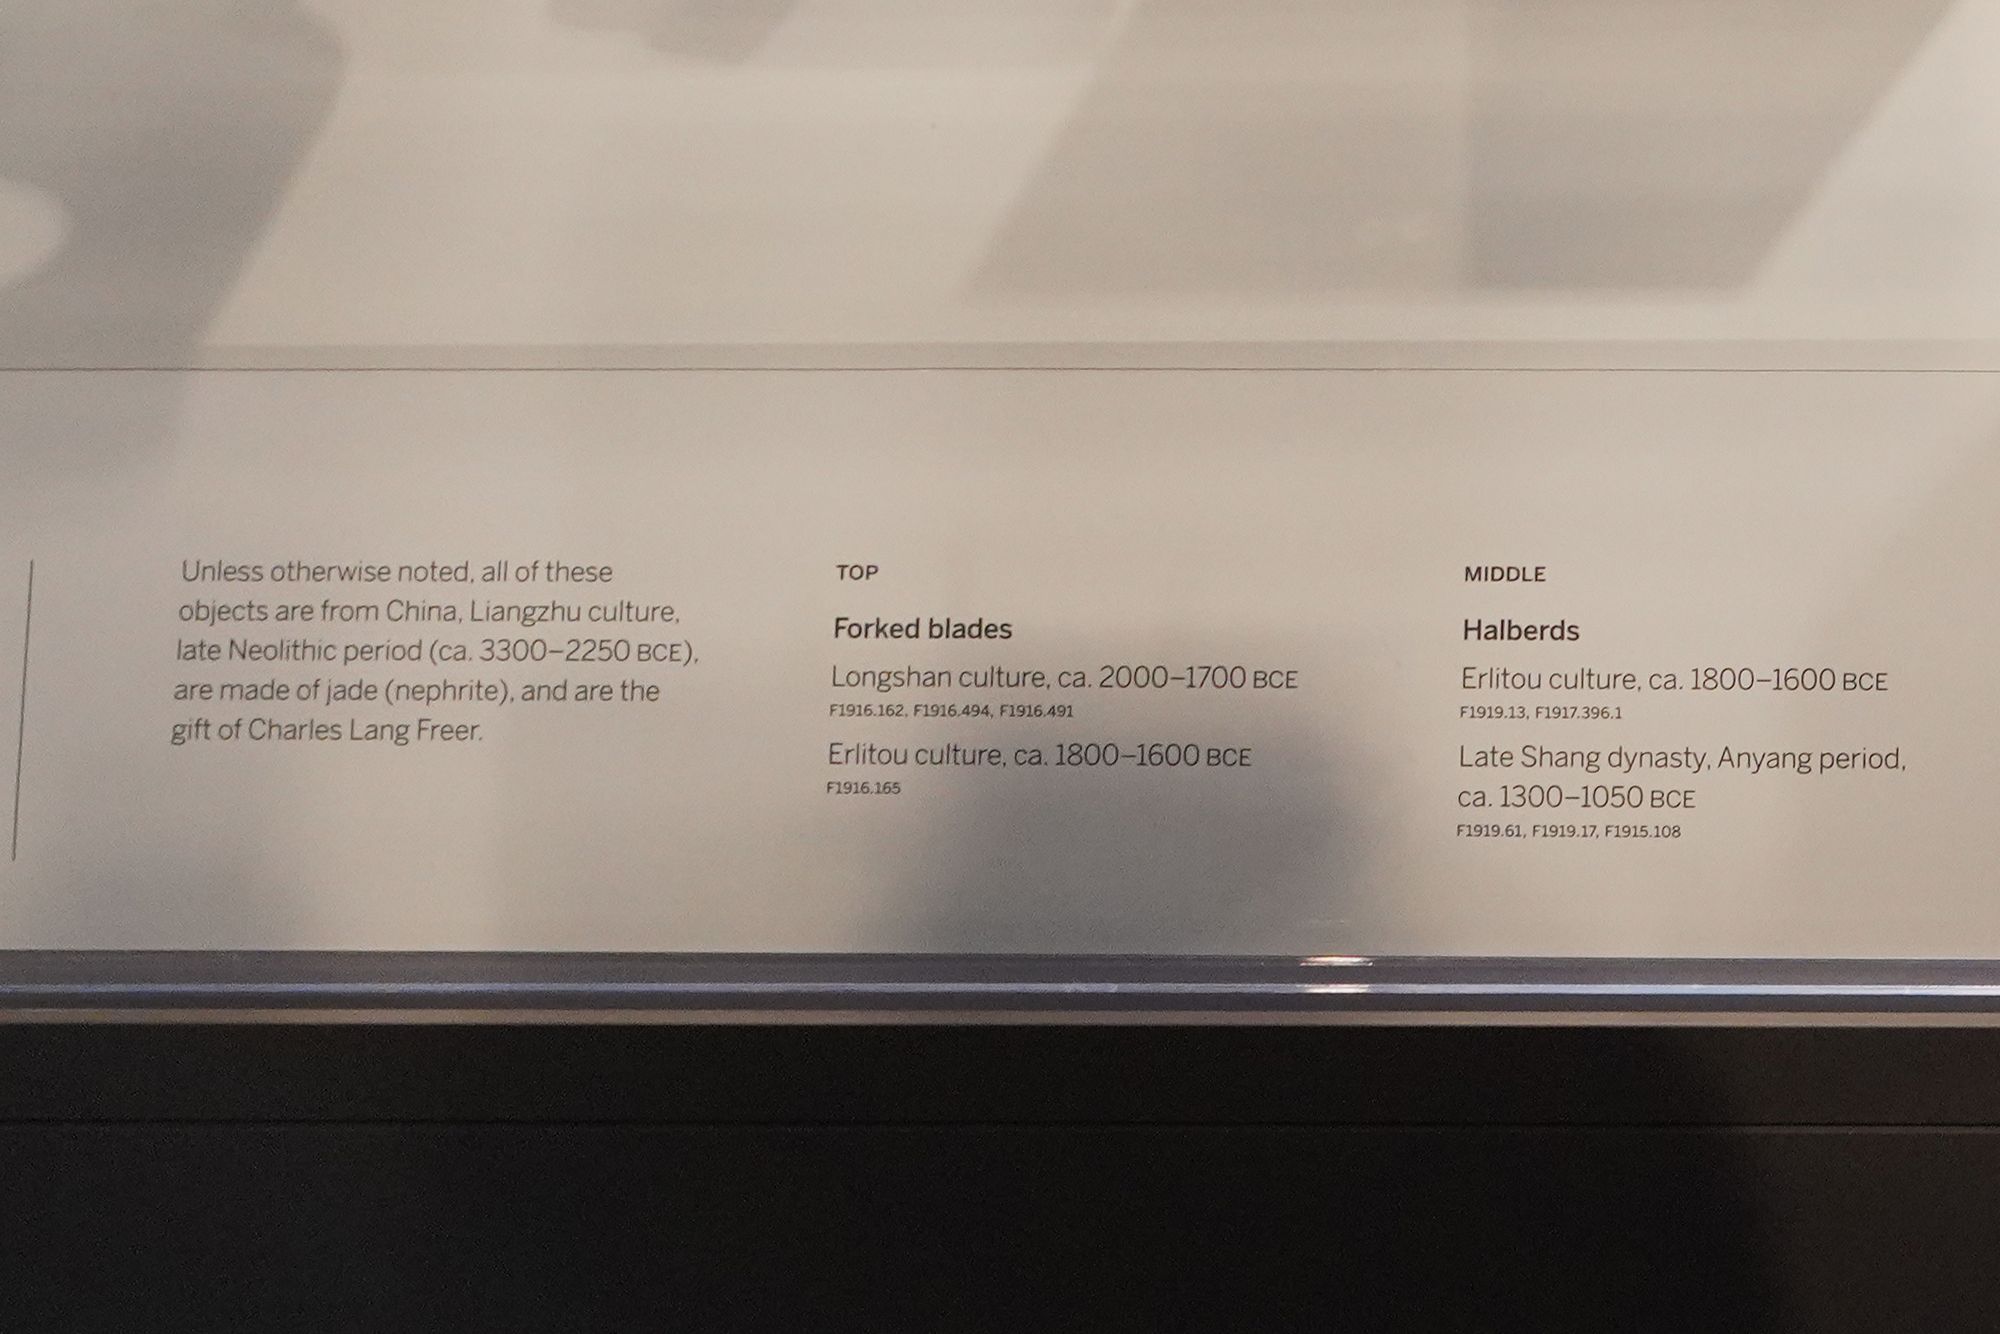 Unless otherwise noted, all of these
objects are from China, Liangzhu culture,
late Neolithic period (ca. 3300–2250 BCE),
are made of jade (nephrite), and are the
gift of Charles Lang Freer.
TOP
Forked blades
Longshan culture, ca. 2000–1700 BCE
F1916.162, F1916.494, F1916.491
Erlitou culture, ca. 1800–1600 BCE
F1916.165
MIDDLE
Halberds
Erlitou culture, ca. 1800–1600 BCE
F1919.13, F1917.396.1
Late Shang dynasty, Anyang period,
ca. 1300–1050 BCE
F1919.61, F1919.17, F1915.108